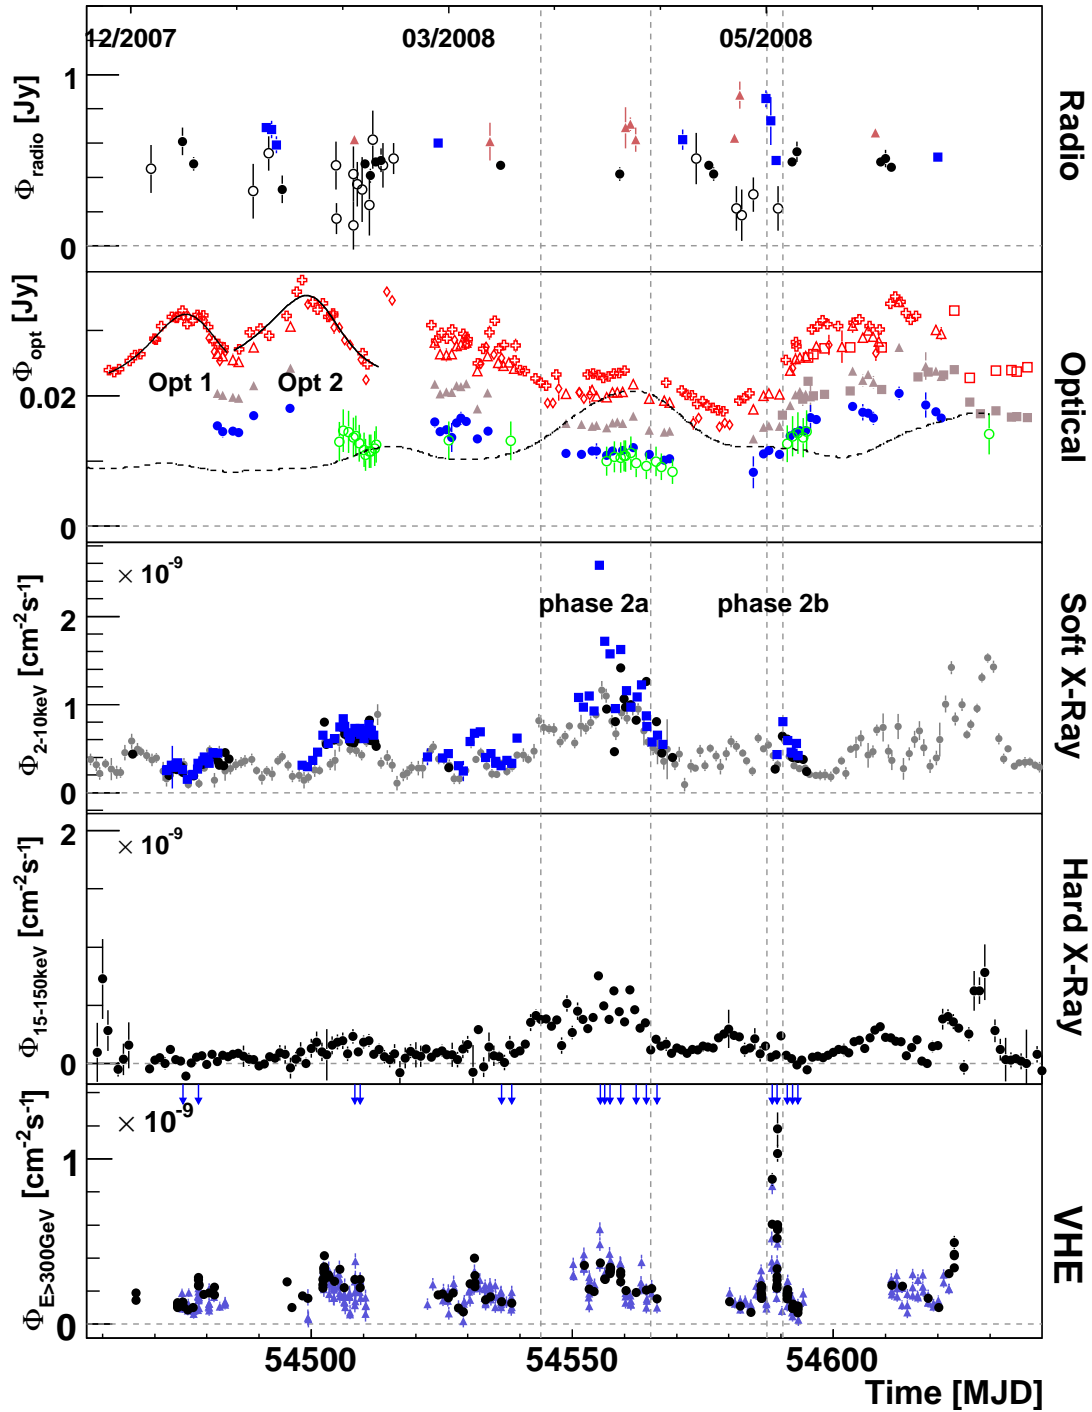 12/2007 03/2008 05/2008
1
0
Φradio [Jy]
Radio
Opt 1 Opt 2
0.02
0
Φopt [Jy]
Optical
× 10-9
phase 2a phase 2b
2
1
0
Φ2-10keV [cm-2s-1]
Soft X-Ray
2
× 10-9
0
Φ15-150keV [cm-2s-1]
Hard X-Ray
× 10-9
1
0
ΦE>300GeV [cm-2s-1]
VHE
54500 54550 54600
Time [MJD]